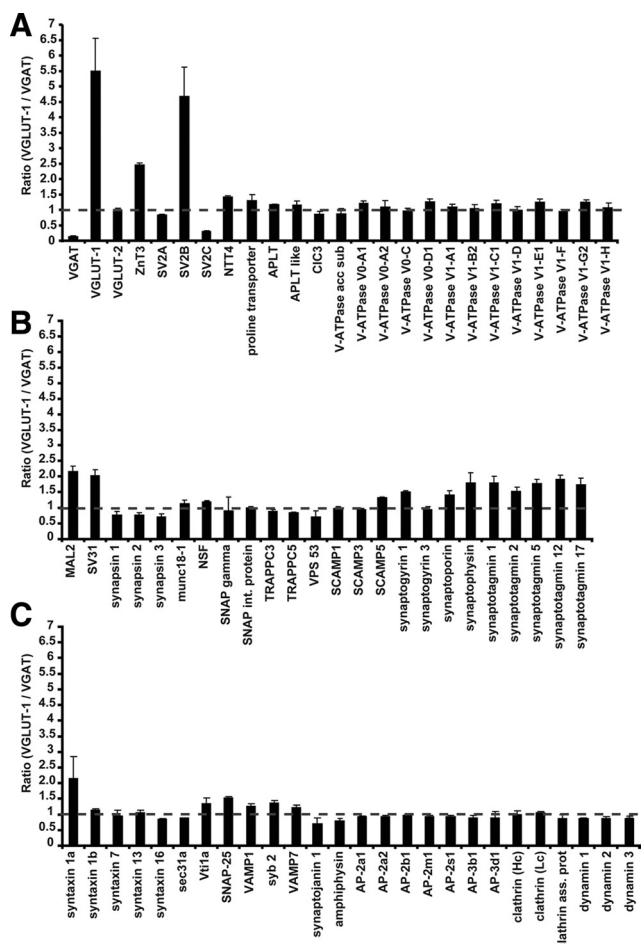 A
Ratio (VGLUT-1 / VGAT)
7
6.5
6
5.5
5
4.5
4
3.5
3
2.5
2
1.5
1
0.5
0
VGAT
VGLUT-1
VGLUT-2
ZnT3
SV2A
SV2B
SV2C
NTT4
proline transporter
APLT
APLT like
ClC3
V-ATPase acc sub
V-ATPase V0-A1
V-ATPase V0-A2
V-ATPase V0-C
V-ATPase V0-D1
V-ATPase V1-A1
V-ATPase V1-B2
V-ATPase V1-C1
V-ATPase V1-D
V-ATPase V1-E1
V-ATPase V1-F
V-ATPase V1-G2
V-ATPase V1-H
B
Ratio (VGLUT-1 / VGAT)
7
6.5
6
5.5
5
4.5
4
3.5
3
2.5
2
1.5
1
0.5
0
MAL2
SV31
synapsin 1
synapsin 2
synapsin 3
munc18-1
NSF
SNAP gamma
SNAP int. protein
TRAPPC3
TRAPPC5
VPS 53
SCAMP1
SCAMP3
SCAMP5
synaptogyrin 1
synaptogyrin 3
synaptoporin
synaptophysin
synaptotagmin 1
synaptotagmin 2
synaptotagmin 5
synaptotagmin 12
synaptotagmin 17
C
Ratio (VGLUT-1 / VGAT)
7
6.5
6
5.5
5
4.5
4
3.5
3
2.5
2
1.5
1
0.5
0
syntaxin 1a
syntaxin 1b
syntaxin 7
syntaxin 13
syntaxin 16
sec31a
Vti1a
SNAP-25
VAMP1
syb 2
VAMP7
synaptojanin 1
amphiphysin
AP-2a1
AP-2a2
AP-2b1
AP-2m1
AP-2s1
AP-3b1
AP-3d1
clathrin (Hc)
clathrin (Lc)
lathrin ass. prot
dynamin 1
dynamin 2
dynamin 3